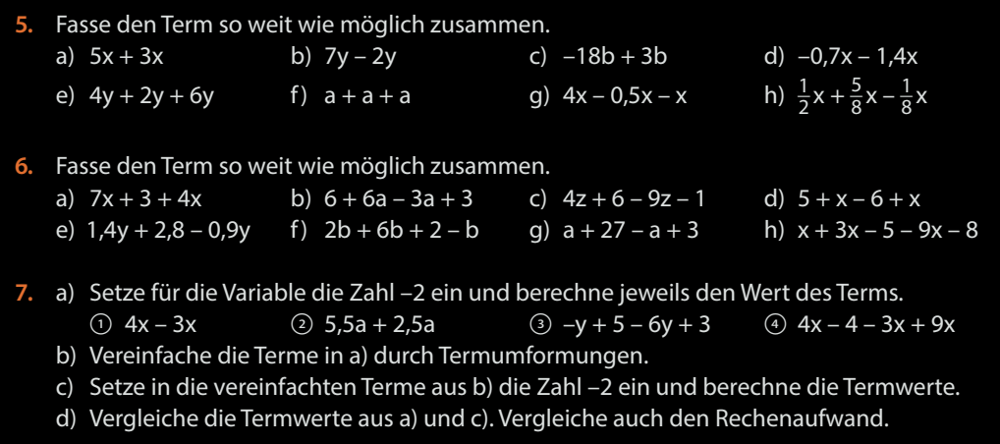 5. Fasse den Term so weit wie möglich zusammen.
a) 5x + 3x b) 7y – 2y c) –18b + 3b d) –0,7x – 1,4x
e) 4y + 2y + 6y f) a + a + a g) 4x – 0,5x – x h) 1/2x + 5/8x – 1/8x
6. Fasse den Term so weit wie möglich zusammen.
a) 7x + 3 + 4x b) 6 + 6a – 3a + 3 c) 4z + 6 – 9z – 1 d) 5 + x – 6 + x
e) 1,4y + 2,8 – 0,9y f) 2b + 6b + 2 – b g) a + 27 – a + 3 h) x + 3x – 5 – 9x – 8
7. a) Setze für die Variable die Zahl –2 ein und berechne jeweils den Wert des Terms.
① 4x – 3x ② 5,5a + 2,5a ③ –y + 5 – 6y + 3 ④ 4x – 4 – 3x + 9x
b) Vereinfache die Terme in a) durch Termumformungen.
c) Setze in die vereinfachten Terme aus b) die Zahl –2 ein und berechne die Termwerte.
d) Vergleiche die Termwerte aus a) und c). Vergleiche auch den Rechenaufwand.